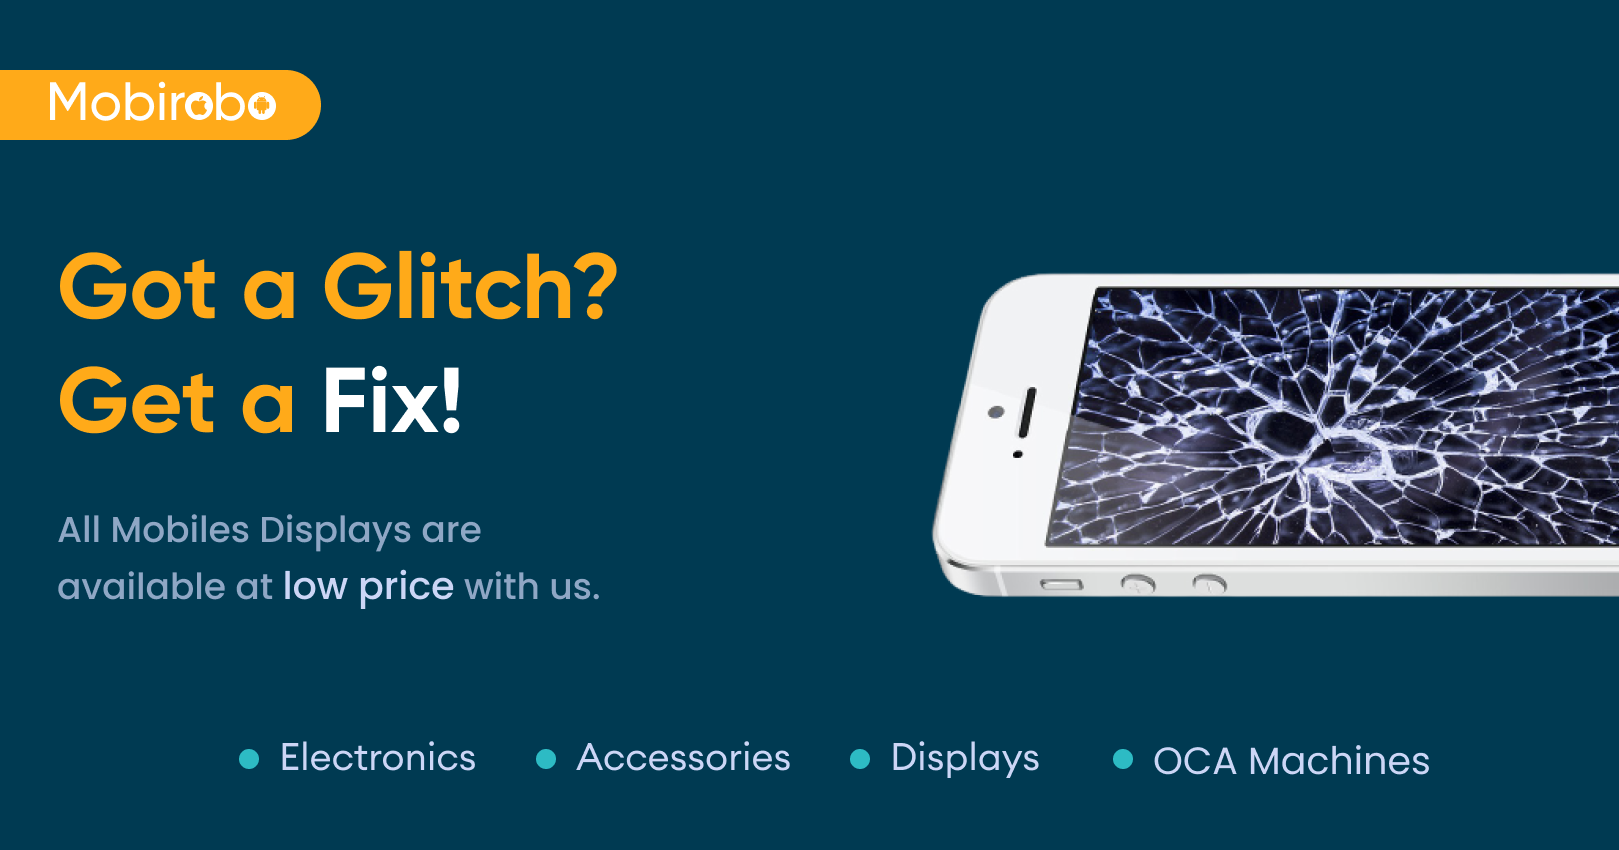 Mobirobo
Got a Glitch?
Get a Fix!
All Mobiles Displays are
available at low price with us.
Electronics
Accessories
Displays
OCA Machines